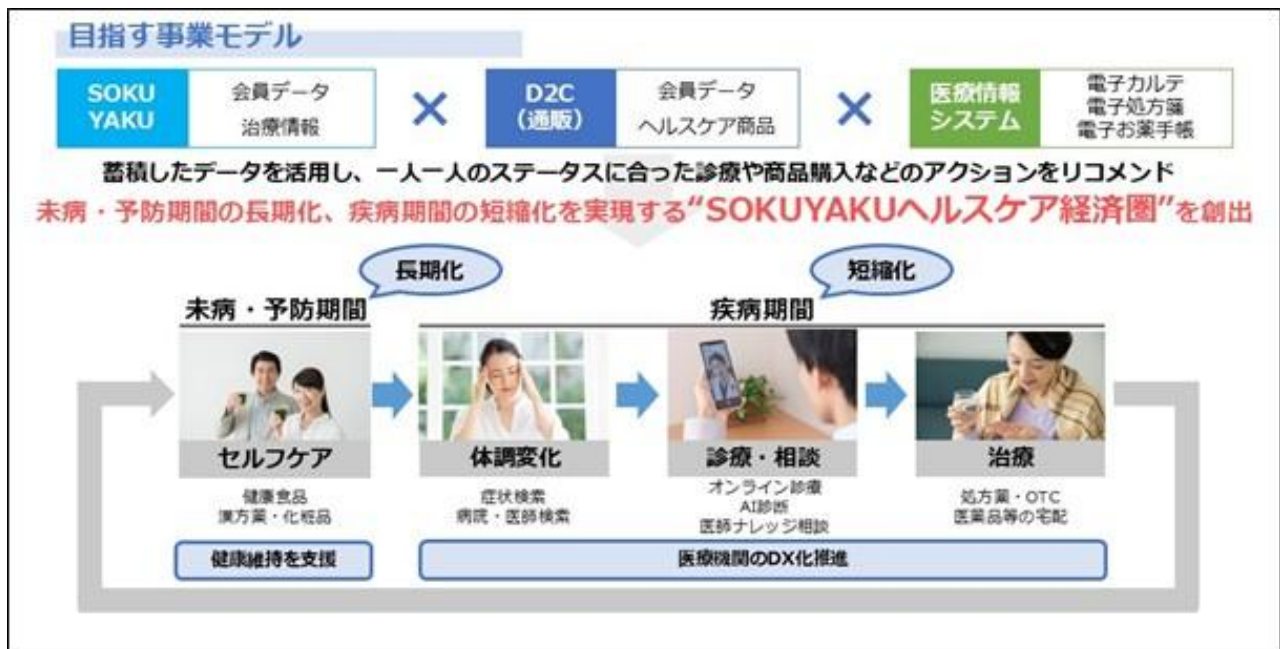 目指す事業モデル
SOKU
YAKU
会員データ
治療情報
×
D2C
(通販)
会員データ
ヘルスケア商品
×
医療情報
システム
電子カルテ
電子処方箋
電子お薬手帳
蓄積したデータを活用し、一人一人のステータスに合った診療や商品購入などのアクションをリコメンド
未病・予防期間の長期化、疾病期間の短縮化を実現する“SOKUYAKUヘルスケア経済圏”を創出
長期化
短縮化
未病・予防期間
疾病期間
セルフケア
体調変化
診療・相談
治療
健康食品
漢方薬・化粧品
症状検索
病院・医師検索
オンライン診療
AI診断
医師ナレッジ相談
処方薬・OTC
医薬品等の宅配
健康維持を支援
医療機関のDX化推進